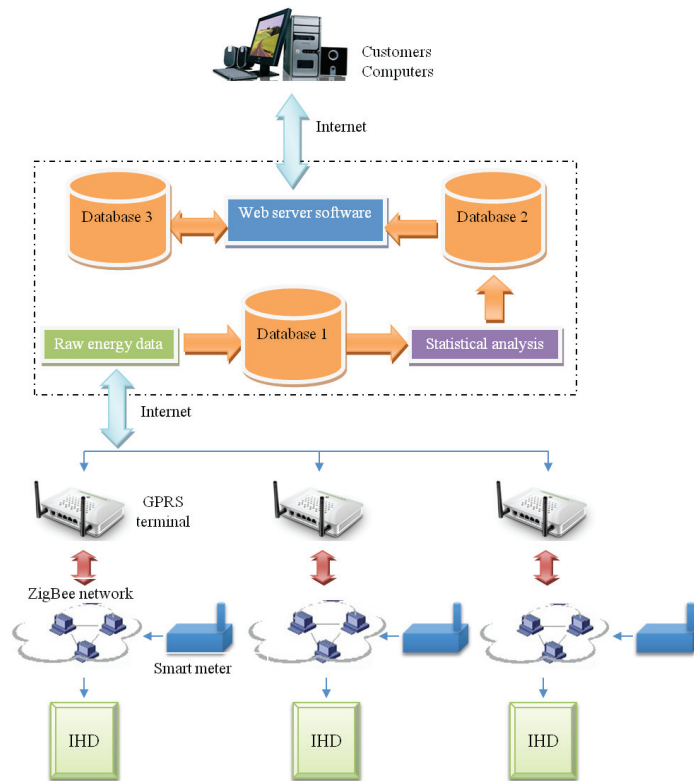 Customers
Computers
Internet
Database 3
Web server software
Database 2
Database 1
Raw energy data
Statistical analysis
Internet
GPRS
terminal
ZigBee network
Smart meter
IHD
IHD
IHD